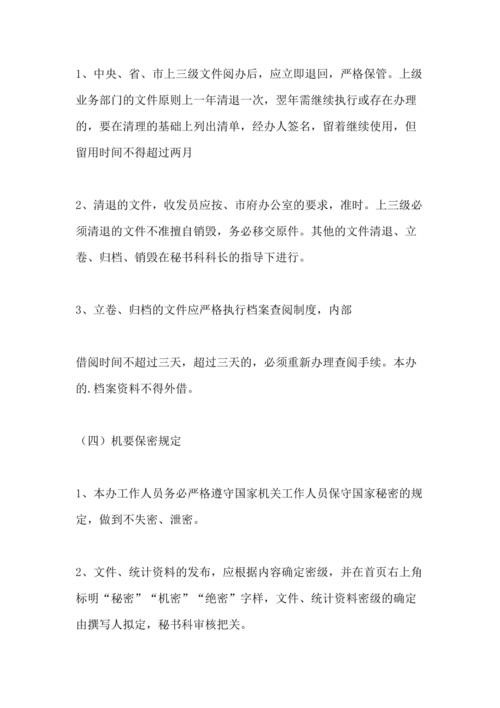 1、中央、省、市上三级文件阅办后，应立即退回，严格保管。上级
业务部门的文件原则上一年清退一次，翌年需继续执行或存在办理
的，要在清理的基础上列出清单，经办人签名，留着继续使用，但
留用时间不得超过两月
2、清退的文件，收发员应按、市府办公室的要求，准时。上三级必
须清退的文件不准擅自销毁，务必移交原件。其他的文件清退、立
卷、归档、销毁在秘书科科长的指导下进行。
3、立卷、归档的文件应严格执行档案查阅制度，内部
借阅时间不超过三天，超过三天的，必须重新办理查阅手续。本办
的.档案资料不得外借。
（四）机要保密规定
1、本办工作人员务必严格遵守国家机关工作人员保守国家秘密的规
定，做到不失密、泄密。
2、文件、统计资料的发布，应根据内容确定密级，并在首页右上角
标明“秘密”“机密”“绝密”字样，文件、统计资料密级的确定
由撰写人拟定，秘书科审核把关。